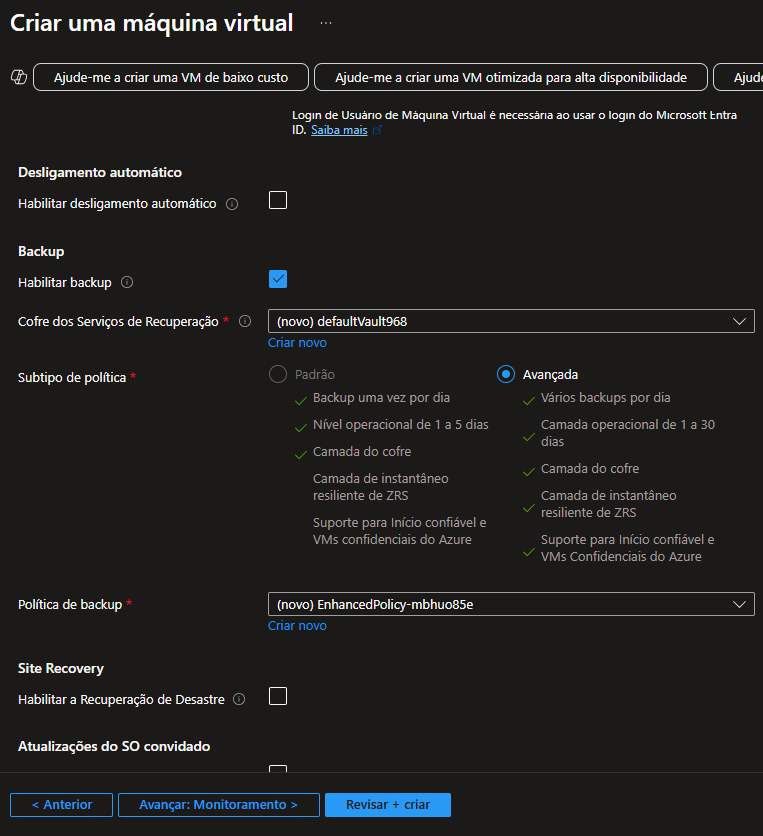 Criar uma máquina virtual ...
Ajude-me a criar uma VM de baixo custo
Ajude-me a criar uma VM otimizada para alta disponibilidade
Ajude
Login de Usuário de Máquina Virtual é necessária ao usar o login do Microsoft Entra
ID. Saiba mais
Desligamento automático
Habilitar desligamento automático
Backup
Habilitar backup
Cofre dos Serviços de Recuperação *
(novo) defaultVault968
Criar novo
Subtipo de política *
Padrão
Backup uma vez por dia
Nível operacional de 1 a 5 dias
Camada do cofre
Camada de instantâneo
resiliente de ZRS
Suporte para Início confiável e
VMs confidenciais do Azure
Avançada
Vários backups por dia
Camada operacional de 1 a 30
dias
Camada do cofre
Camada de instantâneo
resiliente de ZRS
Suporte para Início confiável e
VMs Confidenciais do Azure
Política de backup *
(novo) EnhancedPolicy-mbhuo85e
Criar novo
Site Recovery
Habilitar a Recuperação de Desastre
Atualizações do SO convidado
< Anterior
Avançar: Monitoramento >
Revisar + criar